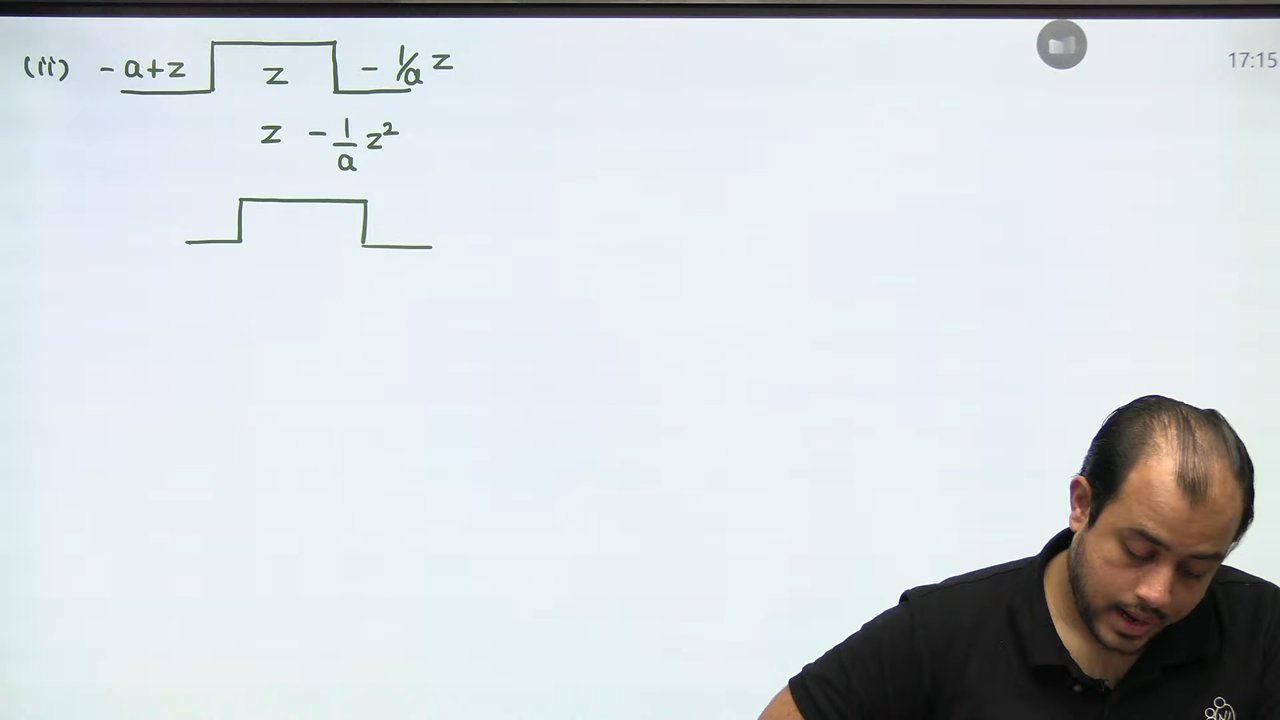 (ii) -a+z z - 1/a z
17:15
z - 1/a z²